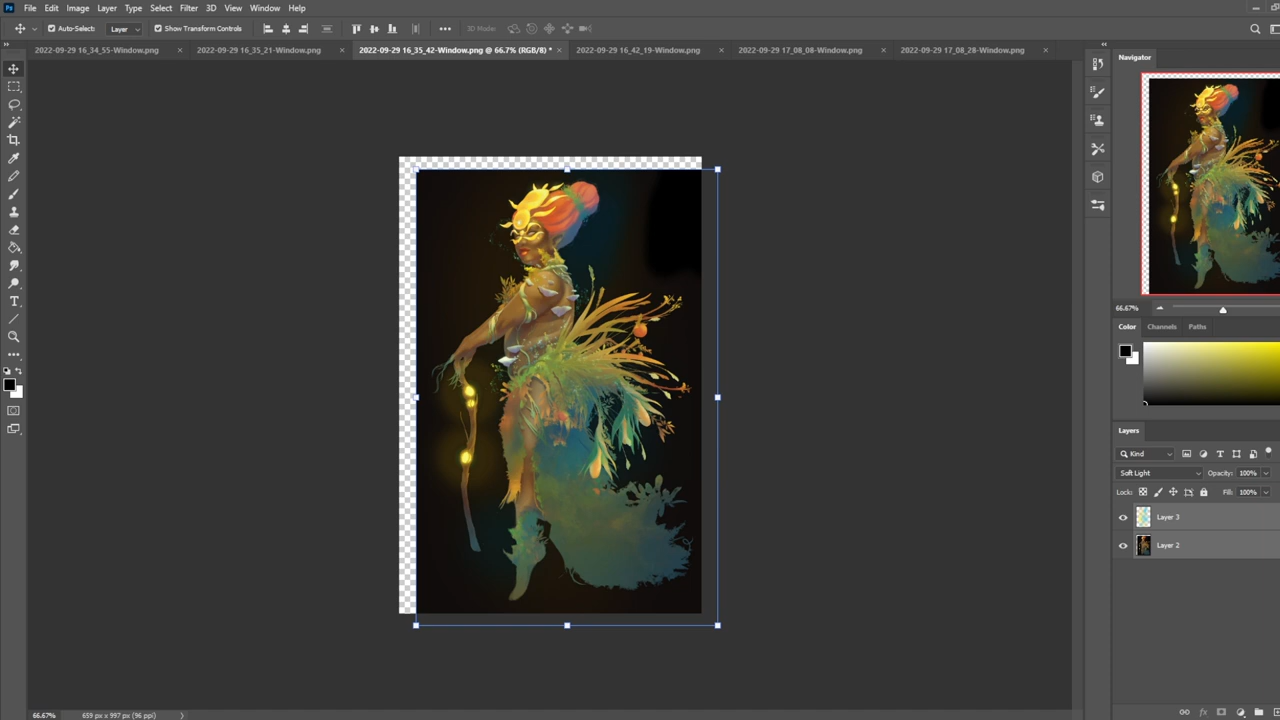 Ps File Edit Image Layer Type Select Filter 3D View Window Help
Auto-Select: Layer Show Transform Controls 3D Mode:
2022-09-29 16_34_55-Window.png × 2022-09-29 16_35_21-Window.png × 2022-09-29 16_35_42-Window.png @ 66.7% (RGB/8) * × 2022-09-29 16_42_19-Window.png × 2022-09-29 17_08_08-Window.png × 2022-09-29 17_08_28-Window.png ×
Navigator
66.67%
Color Channels Paths
Layers
Kind
Soft Light Opacity: 100%
Lock: Fill: 100%
Layer 3
Layer 2
fx
66.67% 659 px x 997 px (96 ppi)